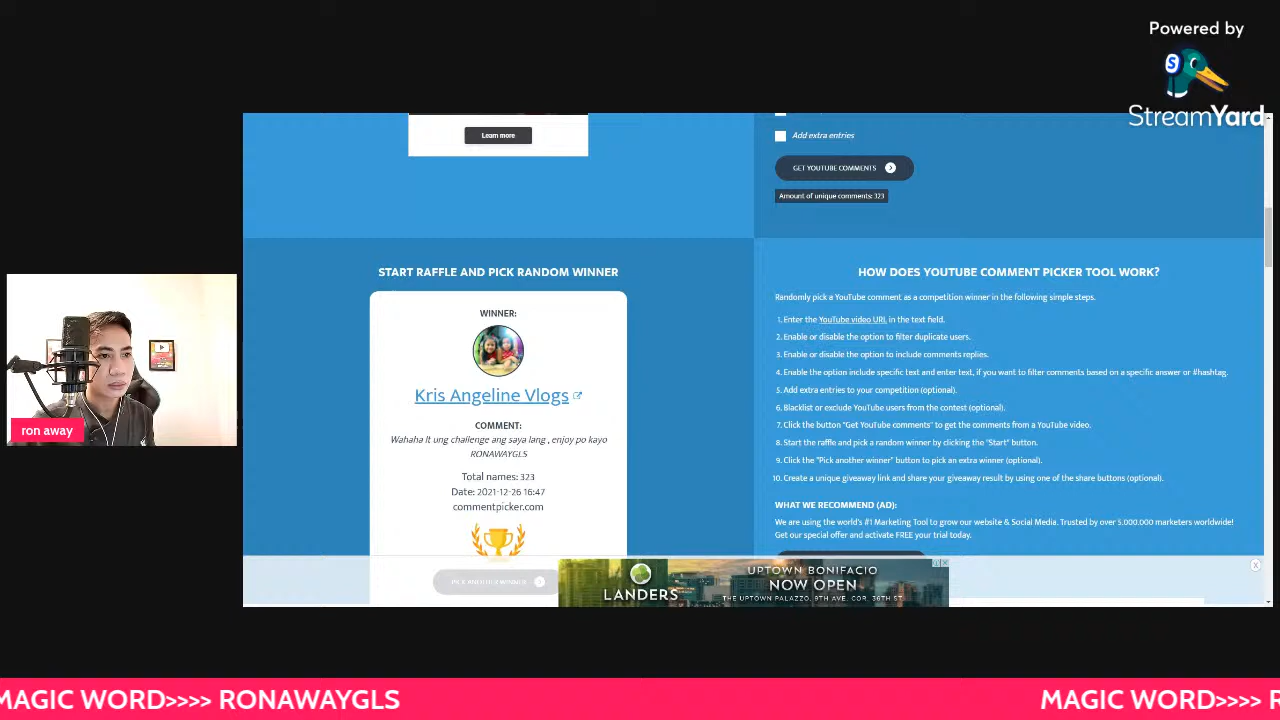 Powered by
StreamYard
Learn more
Add extra entries
GET YOUTUBE COMMENTS
Amount of unique comments: 323
START RAFFLE AND PICK RANDOM WINNER
WINNER:
Kris Angeline Vlogs
COMMENT:
Wahaha lt ung challenge ang saya lang , enjoy po kayo
RONAWAYGLS
Total names: 323
Date: 2021-12-26 16:47
commentpicker.com
PICK ANOTHER WINNER
HOW DOES YOUTUBE COMMENT PICKER TOOL WORK?
Randomly pick a YouTube comment as a competition winner in the following simple steps.
1. Enter the YouTube video URL in the text field.
2. Enable or disable the option to filter duplicate users.
3. Enable or disable the option to include comments replies.
4. Enable the option include specific text and enter text, if you want to filter comments based on a specific answer or #hashtag.
5. Add extra entries to your competition (optional).
6. Blacklist or exclude YouTube users from the contest (optional).
7. Click the button "Get YouTube comments" to get the comments from a YouTube video.
8. Start the raffle and pick a random winner by clicking the "Start" button.
9. Click the "Pick another winner" button to pick an extra winner (optional).
10. Create a unique giveaway link and share your giveaway result by using one of the share buttons (optional).
WHAT WE RECOMMEND (AD):
We are using the world's #1 Marketing Tool to grow our website & Social Media. Trusted by over 5.000.000 marketers worldwide!
Get our special offer and activate FREE your trial today.
LANDERS
UPTOWN BONIFACIO
NOW OPEN
THE UPTOWN PALAZZO, 9TH AVE. COR. 36TH ST
ron away
MAGIC WORD>>>> RONAWAYGLS
MAGIC WORD>>>> R